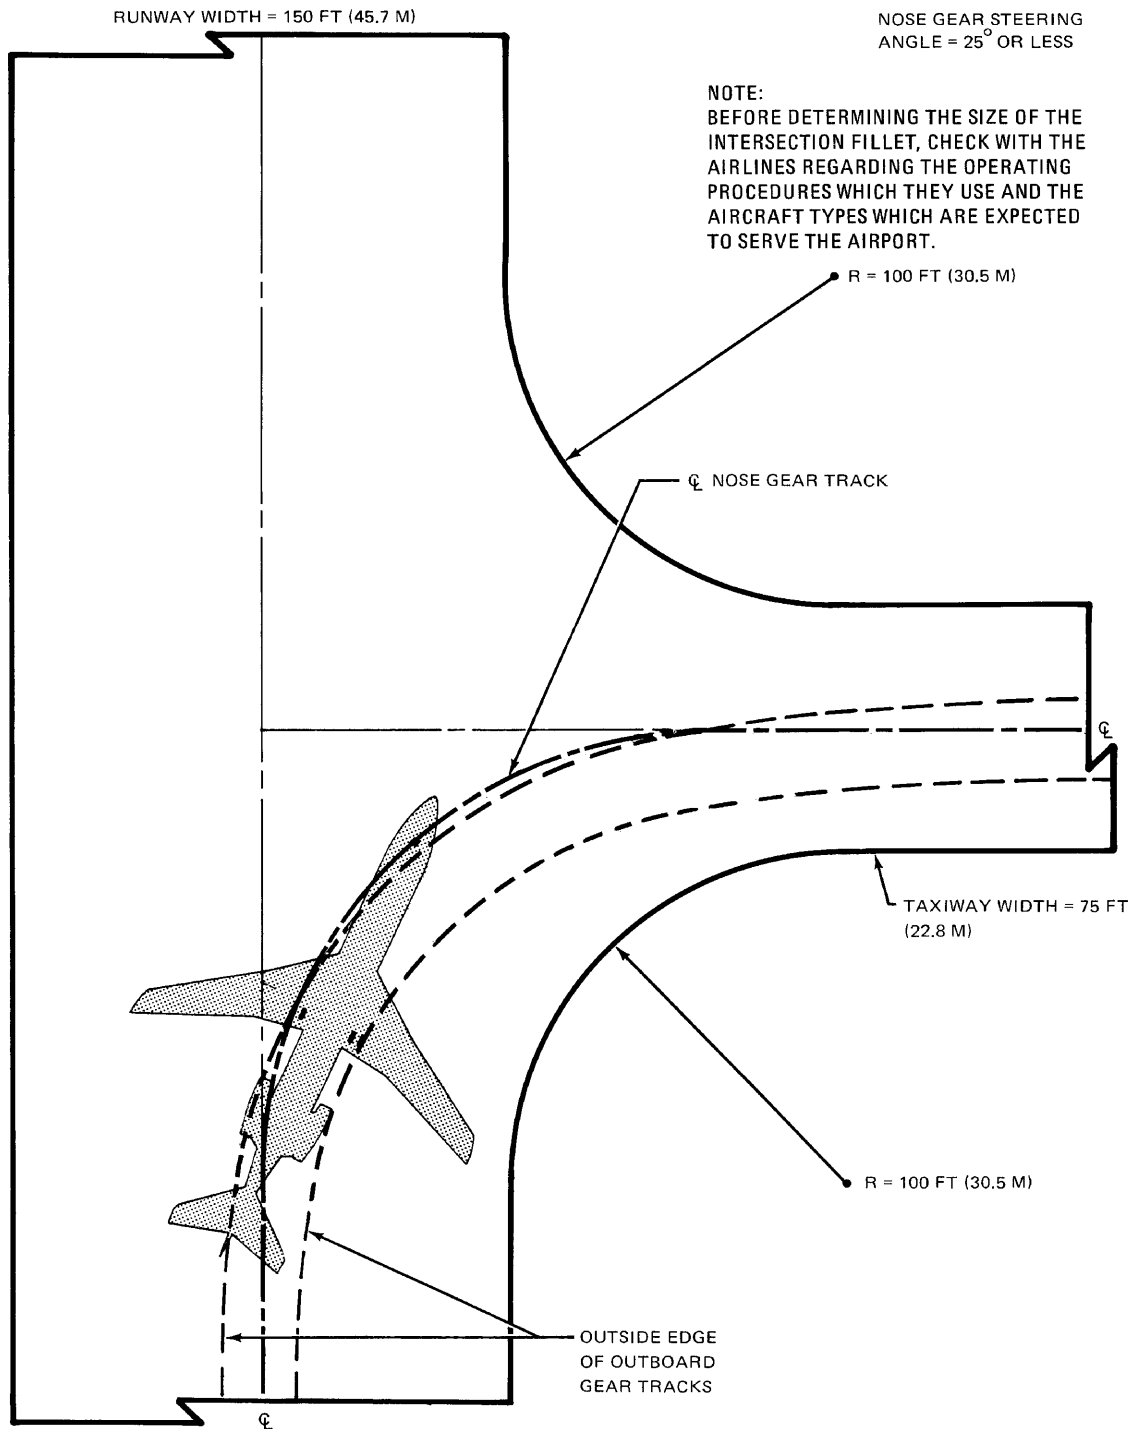 RUNWAY WIDTH = 150 FT (45.7 M)
NOSE GEAR STEERING
ANGLE = 25° OR LESS
NOTE:
BEFORE DETERMINING THE SIZE OF THE
INTERSECTION FILLET, CHECK WITH THE
AIRLINES REGARDING THE OPERATING
PROCEDURES WHICH THEY USE AND THE
AIRCRAFT TYPES WHICH ARE EXPECTED
TO SERVE THE AIRPORT.
R = 100 FT (30.5 M)
℄ NOSE GEAR TRACK
℄
TAXIWAY WIDTH = 75 FT
(22.8 M)
R = 100 FT (30.5 M)
OUTSIDE EDGE
OF OUTBOARD
GEAR TRACKS
℄